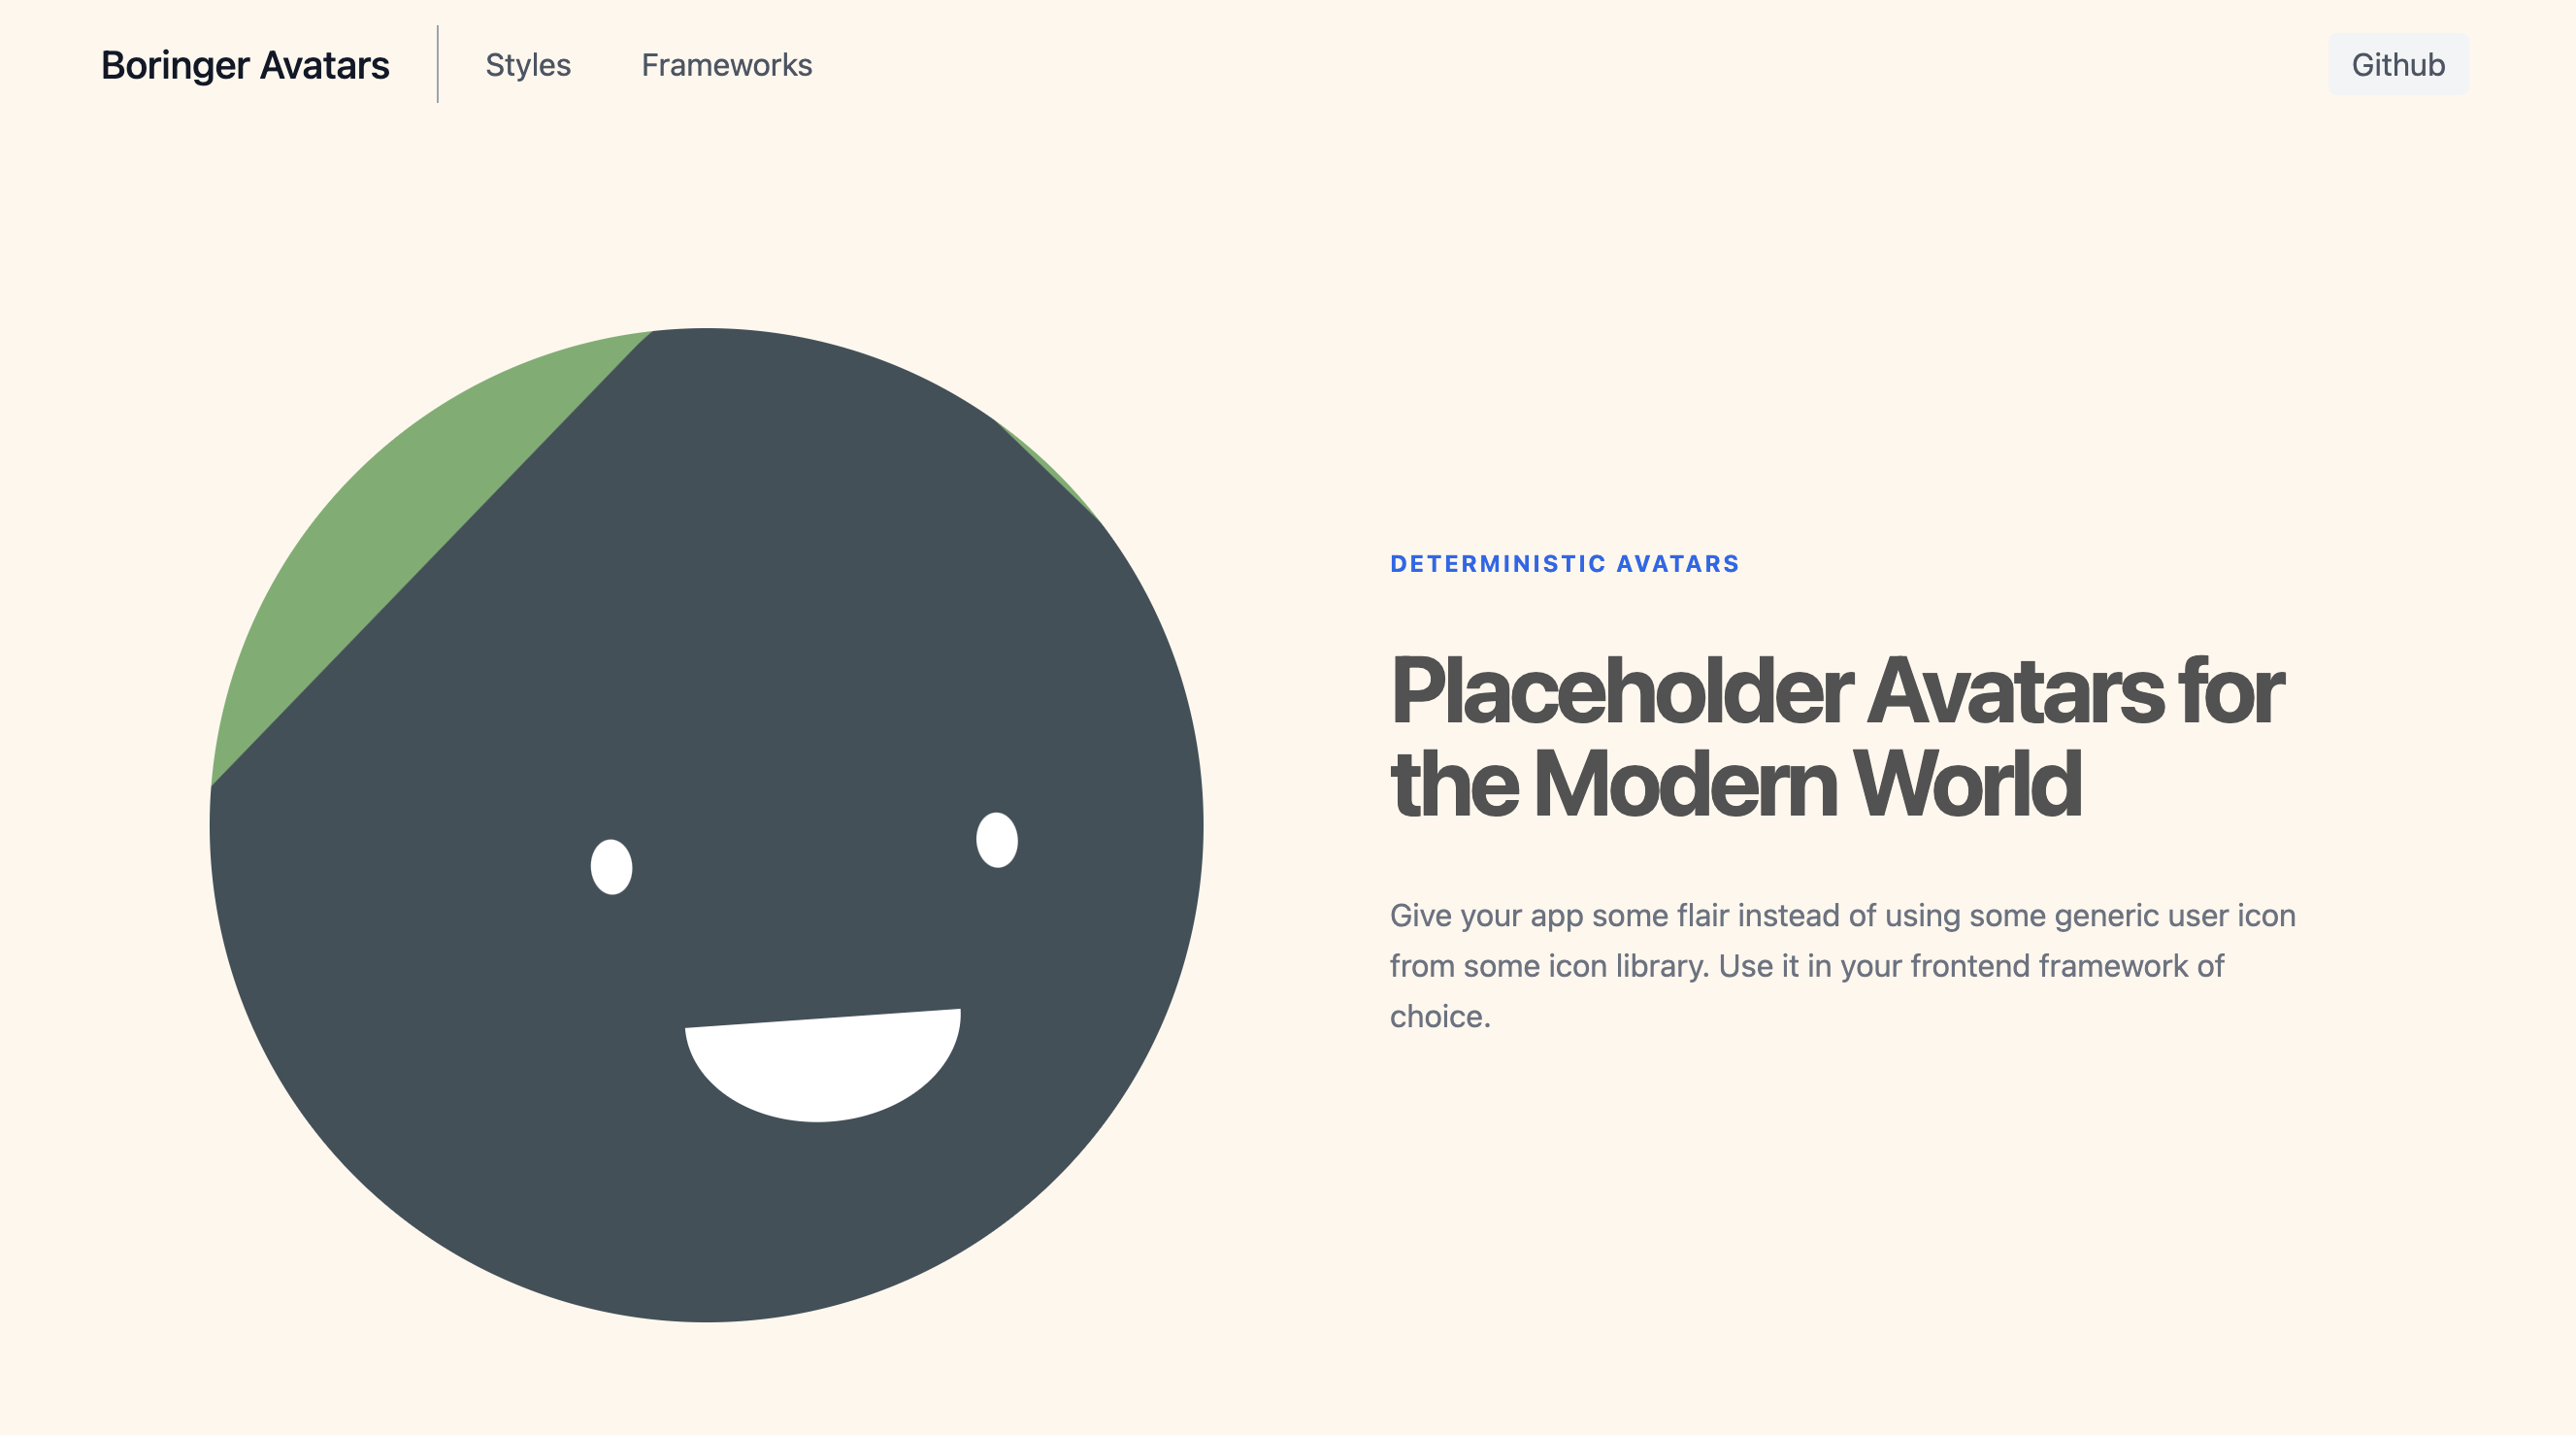 Boringer Avatars
Styles
Frameworks
Github
DETERMINISTIC AVATARS
Placeholder Avatars for
the Modern World
Give your app some flair instead of using some generic user icon
from some icon library. Use it in your frontend framework of
choice.